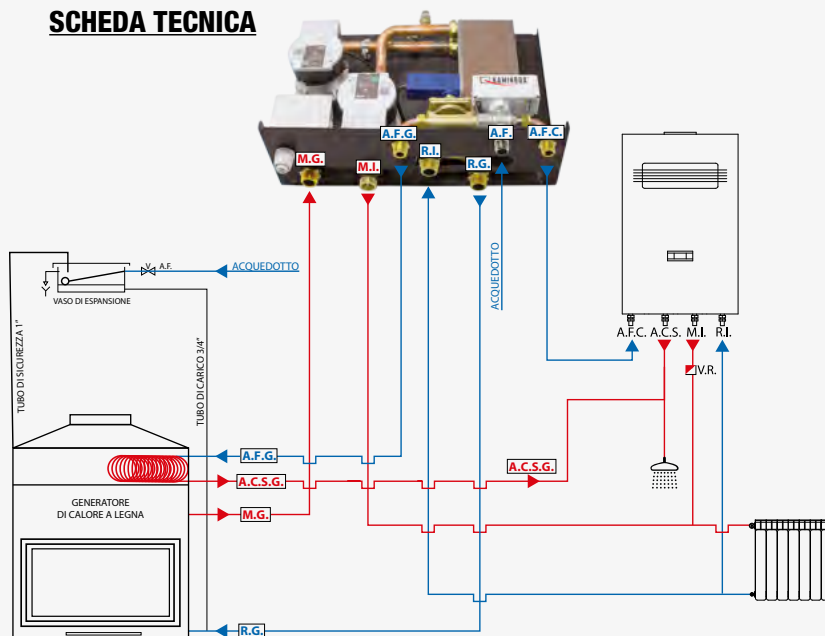 SCHEDA TECNICA
KAMINBOX
A.F.G.
A.F.
A.F.C.
M.G.
M.I.
R.I.
R.G.
V.
A.F.
ACQUEDOTTO
ACQUEDOTTO
VASO DI ESPANSIONE
TUBO DI SICUREZZA 1"
TUBO DI CARICO 3/4"
A.F.C.
A.C.S.
M.I.
R.I.
V.R.
A.F.G.
A.C.S.G.
A.C.S.G.
GENERATORE
DI CALORE A LEGNA
M.G.
R.G.